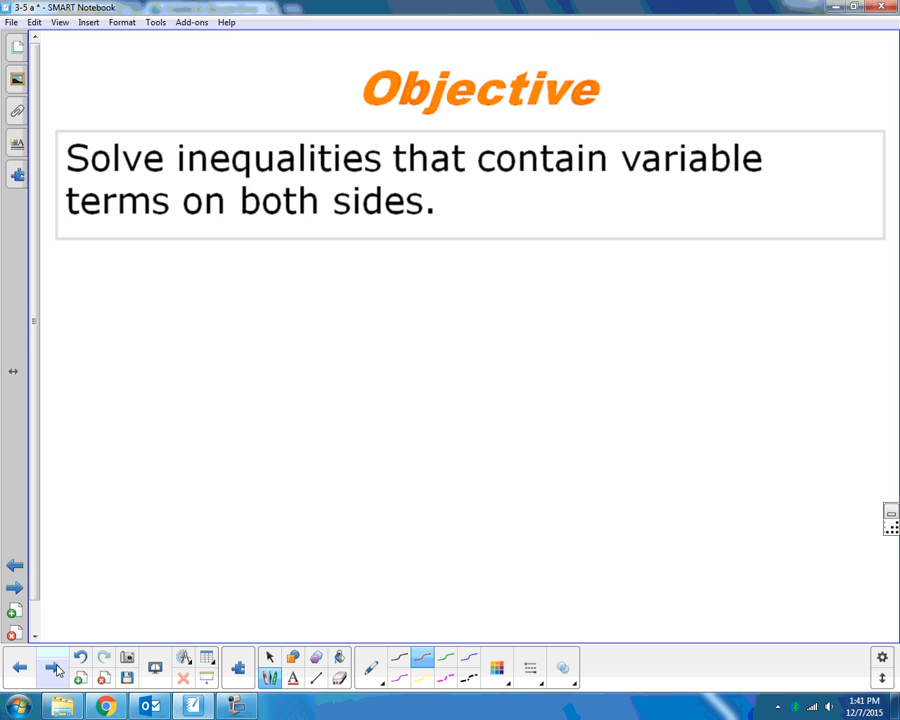 3-5 a * - SMART Notebook
File Edit View Insert Format Tools Add-ons Help
Objective
Solve inequalities that contain variable
terms on both sides.
1:41 PM
12/7/2015